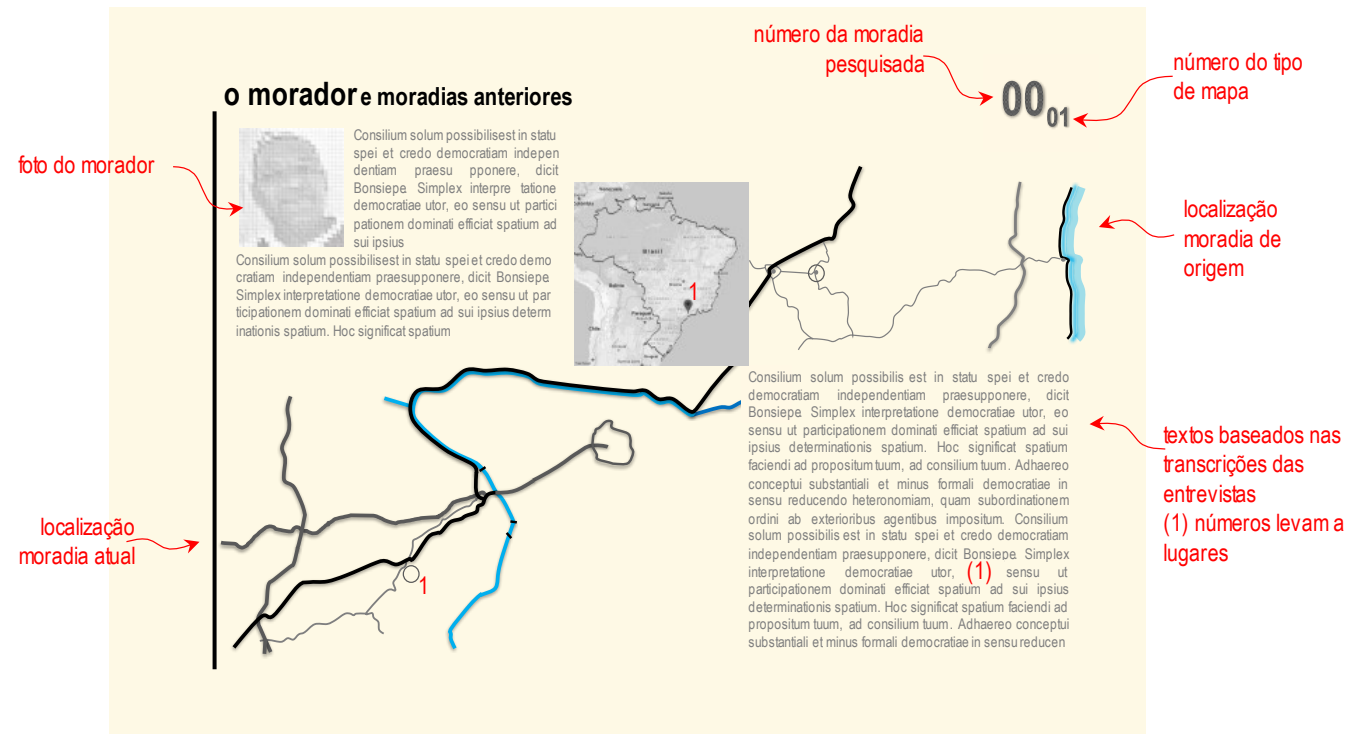 número da moradia
pesquisada
número do tipo
de mapa
00
01
o morador e moradias anteriores
foto do morador
Consilium solum possibilisest in statu
spei et credo democratiam indepen
dentiam praesu pponere, dicit
Bonsiepe. Simplex interpre tatione
democratiae utor, eo sensu ut partici
pationem dominati efficiat spatium ad
sui ipsius
Consilium solum possibilisest in statu spei et credo demo
cratiam independentiam praesupponere, dicit Bonsiepe.
Simplex interpretatione democratiae utor, eo sensu ut par
ticipationem dominati efficiat spatium ad sui ipsius determ
inationis spatium. Hoc significat spatium
Brasil
Bolívia
Paraguai
Chile
1
localização
moradia de
origem
Consilium solum possibilis est in statu spei et credo
democratiam independentiam praesupponere, dicit
Bonsiepe. Simplex interpretatione democratiae utor, eo
sensu ut participationem dominati efficiat spatium ad sui
ipsius determinationis spatium. Hoc significat spatium
faciendi ad propositum tuum, ad consilium tuum. Adhaereo
conceptui substantiali et minus formali democratiae in
sensu reducendo heteronomiam, quam subordinationem
ordini ab exterioribus agentibus impositum. Consilium
solum possibilis est in statu spei et credo democratiam
independentiam praesupponere, dicit Bonsiepe. Simplex
interpretatione democratiae utor, (1) sensu ut
participationem dominati efficiat spatium ad sui ipsius
determinationis spatium. Hoc significat spatium faciendi ad
propositum tuum, ad consilium tuum. Adhaereo conceptui
substantiali et minus formali democratiae in sensu reducen
textos baseados nas
transcrições das
entrevistas
(1) números levam a
lugares
localização
moradia atual
1